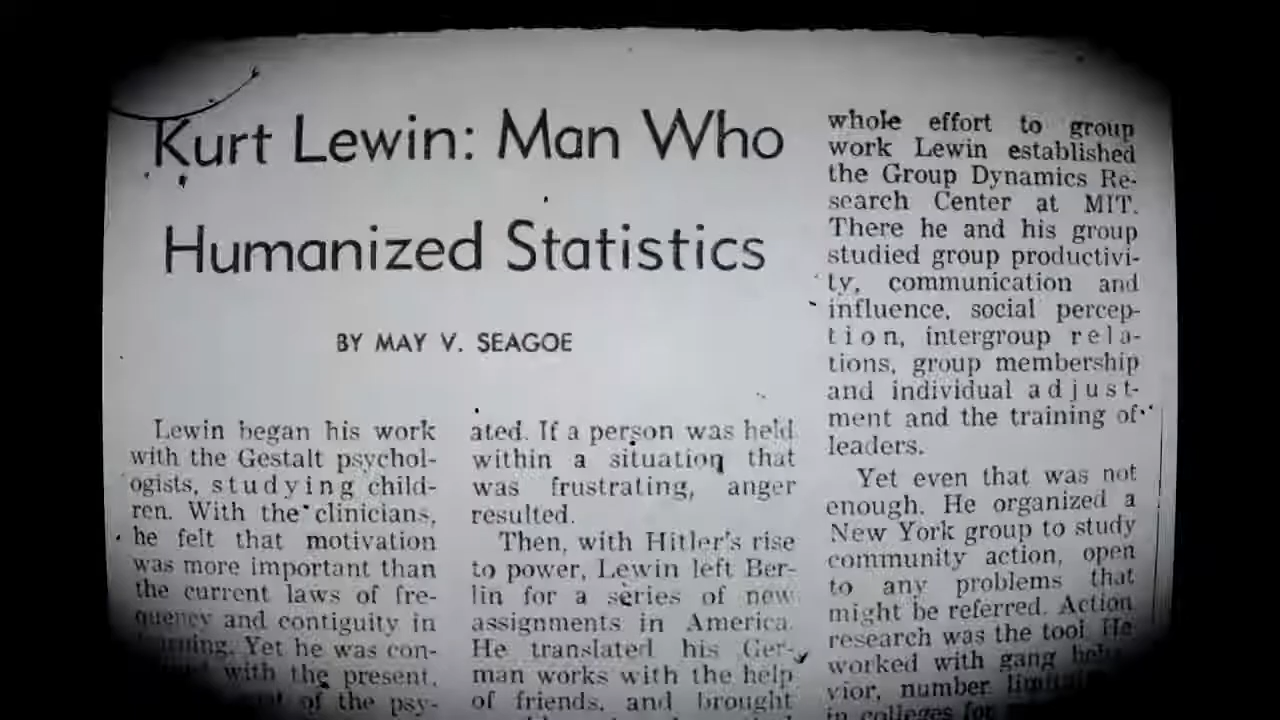 Kurt Lewin: Man Who
Humanized Statistics
BY MAY V. SEAGOE
Lewin began his work
with the Gestalt psychol-
ogists, studying child-
ren. With the clinicians,
he felt that motivation
was more important than
the current laws of fre-
quency and contiguity in
Yet he was con-
with the present,
of the psy-
ated. If a person was held
within a situation that
was frustrating, anger
resulted.
Then, with Hitler's rise
to power, Lewin left Ber-
lin for a series of new
assignments in America.
He translated his Ger-
man works with the help
of friends, and brought
whole effort to group
work Lewin established
the Group Dynamics Re-
search Center at MIT.
There he and his group
studied group productivi-
ty, communication and
influence, social percep-
tion, intergroup rela-
tions, group membership
and individual adjust-
ment and the training of
leaders.
Yet even that was not
enough. He organized a
New York group to study
community action, open
to any problems that
might be referred. Action
research was the tool. He
worked with gang
vior, number
in colleges for